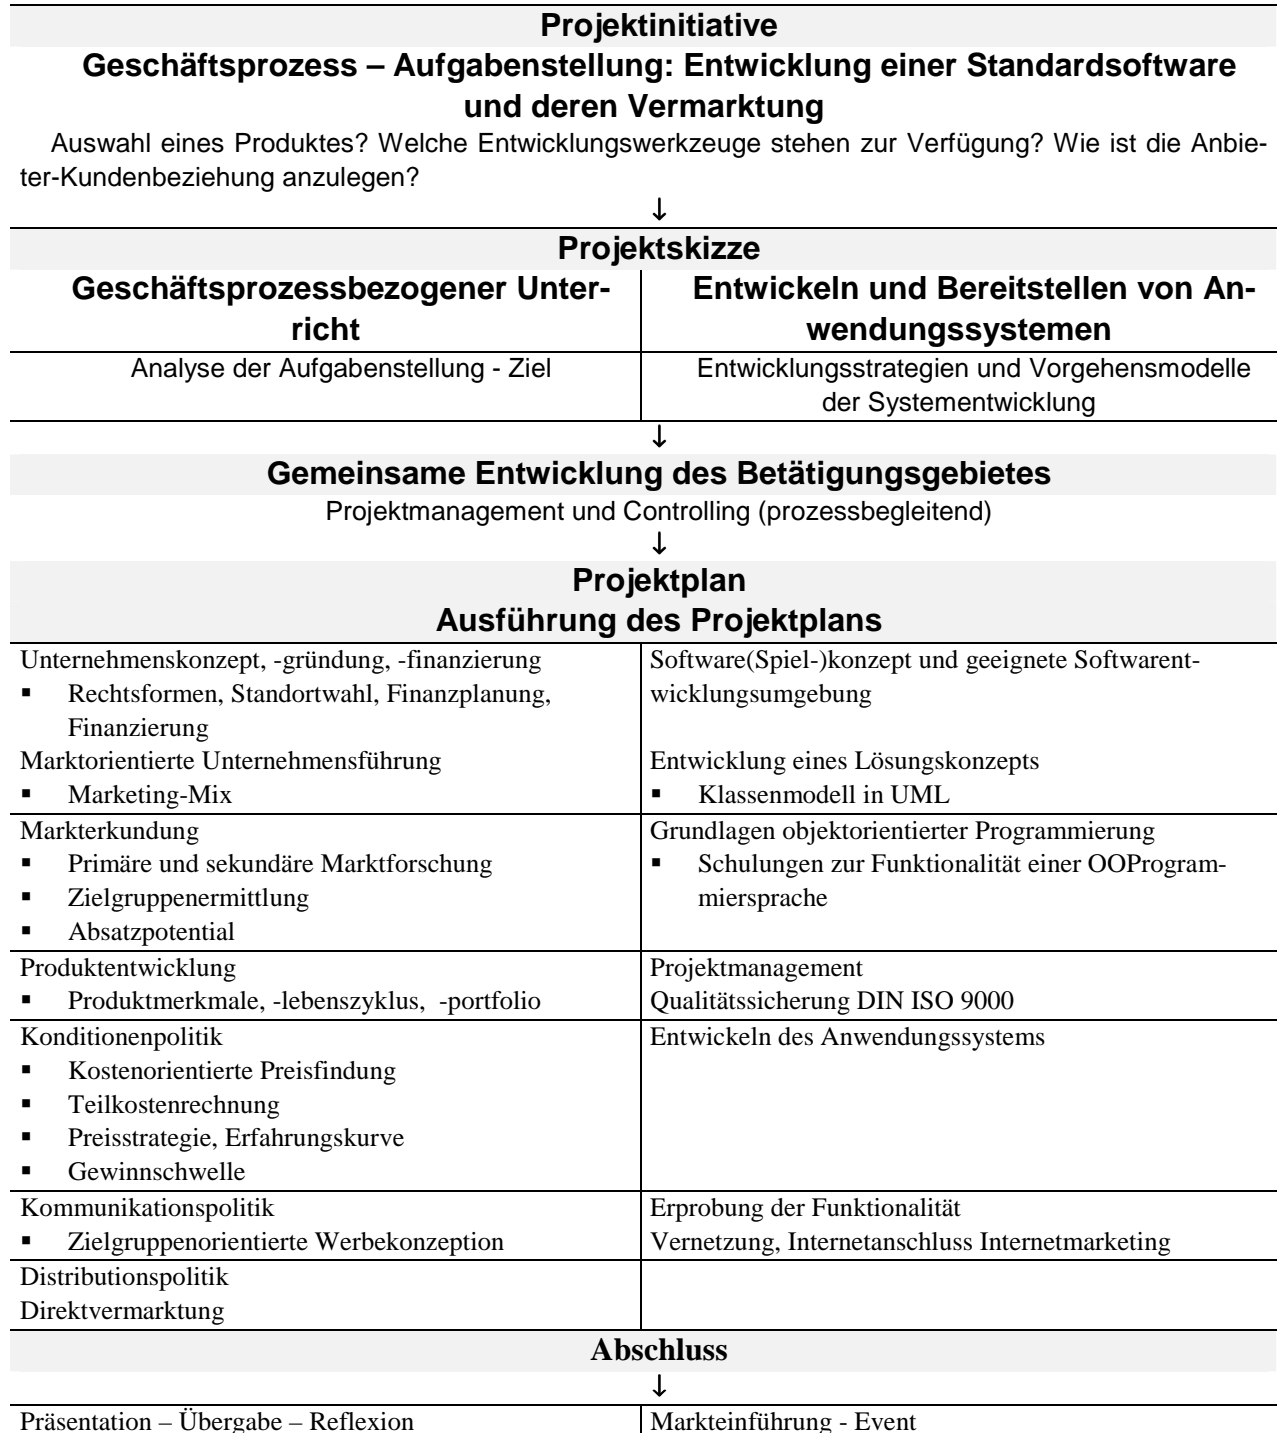 Projektinitiative
Geschäftsprozess – Aufgabenstellung: Entwicklung einer Standardsoftware
und deren Vermarktung
Auswahl eines Produktes? Welche Entwicklungswerkzeuge stehen zur Verfügung? Wie ist die Anbie-
ter-Kundenbeziehung anzulegen?
↓
Projektskizze
Geschäftsprozessbezogener Unter-
richt
Entwickeln und Bereitstellen von An-
wendungssystemen
Analyse der Aufgabenstellung - Ziel
Entwicklungsstrategien und Vorgehensmodelle
der Systementwicklung
↓
Gemeinsame Entwicklung des Betätigungsgebietes
Projektmanagement und Controlling (prozessbegleitend)
↓
Projektplan
Ausführung des Projektplans
Unternehmenskonzept, -gründung, -finanzierung
▪ Rechtsformen, Standortwahl, Finanzplanung,
Finanzierung
Marktorientierte Unternehmensführung
▪ Marketing-Mix
Software(Spiel-)konzept und geeignete Softwarent-
wicklungsumgebung
Entwicklung eines Lösungskonzepts
▪ Klassenmodell in UML
Markterkundung
▪ Primäre und sekundäre Marktforschung
▪ Zielgruppenermittlung
▪ Absatzpotential
Grundlagen objektorientierter Programmierung
▪ Schulungen zur Funktionalität einer OOProgram-
miersprache
Produktentwicklung
▪ Produktmerkmale, -lebenszyklus, -portfolio
Projektmanagement
Qualitätssicherung DIN ISO 9000
Konditionenpolitik
▪ Kostenorientierte Preisfindung
▪ Teilkostenrechnung
▪ Preisstrategie, Erfahrungskurve
▪ Gewinnschwelle
Entwickeln des Anwendungssystems
Kommunikationspolitik
▪ Zielgruppenorientierte Werbekonzeption
Erprobung der Funktionalität
Vernetzung, Internetanschluss Internetmarketing
Distributionspolitik
Direktvermarktung
Abschluss
↓
Präsentation – Übergabe – Reflexion
Markteinführung - Event